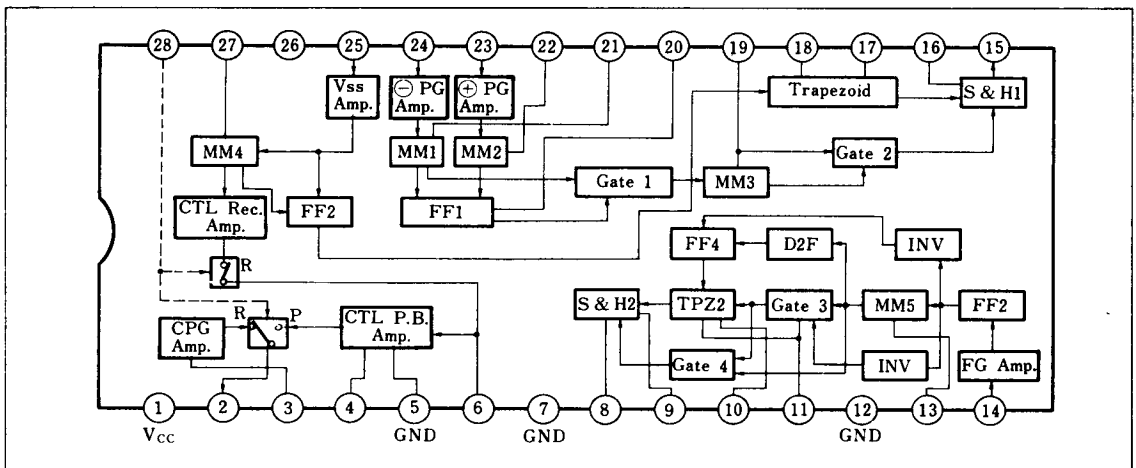 28 27 26 25 24 23 22 21 20 19 18 17 16 15
Vss
Amp.
⊖ PG
Amp.
⊕ PG
Amp.
Trapezoid
S & H1
MM4
MM1
MM2
Gate 1
MM3
Gate 2
CTL Rec.
Amp.
FF2
FF1
R
FF4
D2F
INV
S & H2
TPZ2
Gate 3
MM5
FF2
CPG
Amp.
R
P
CTL P.B.
Amp.
Gate 4
INV
FG Amp.
1 2 3 4 5 6 7 8 9 10 11 12 13 14
VCC
GND
GND
GND